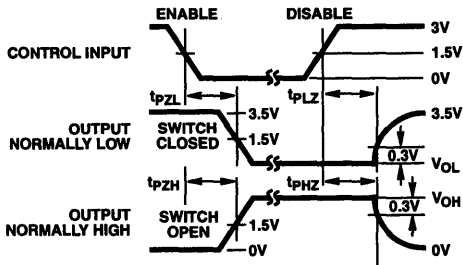 ENABLE DISABLE
CONTROL INPUT
3V
1.5V
0V
tPZL tPLZ
OUTPUT NORMALLY LOW
SWITCH CLOSED
3.5V
1.5V
3.5V
0.3V
VOL
tPZH tPHZ
OUTPUT NORMALLY HIGH
SWITCH OPEN
1.5V
0V
VOH
0.3V
0V